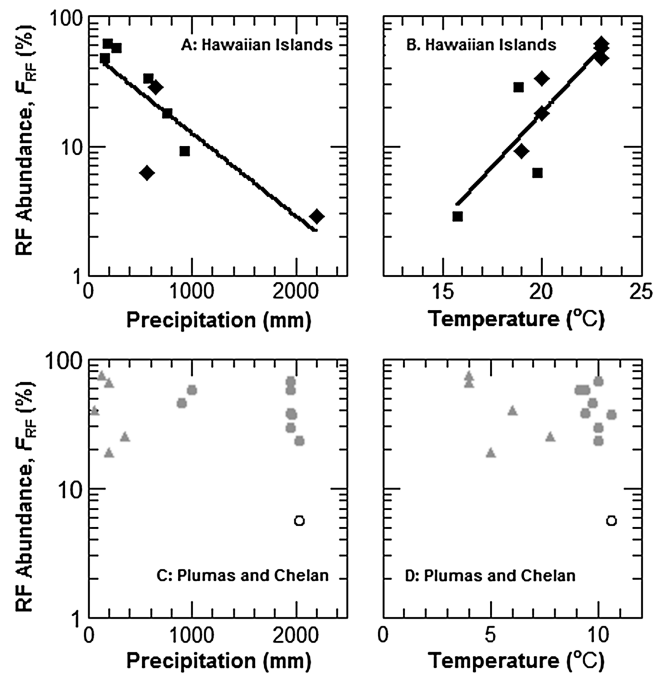 A: Hawaiian Islands
RF Abundance, FRF (%)
100
10
1
0
1000
2000
Precipitation (mm)
B. Hawaiian Islands
15
20
25
Temperature (°C)
RF Abundance, FRF (%)
100
10
1
C: Plumas and Chelan
0
1000
2000
Precipitation (mm)
D: Plumas and Chelan
0
5
10
Temperature (°C)